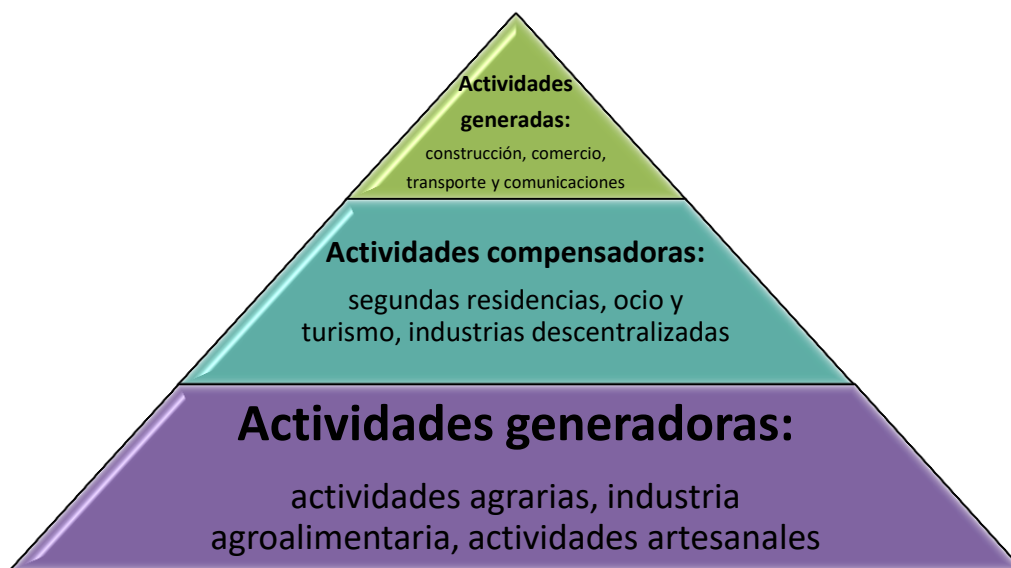 Actividades
generadas:
construcción, comercio,
transporte y comunicaciones
Actividades compensadoras:
segundas residencias, ocio y
turismo, industrias descentralizadas
Actividades generadoras:
actividades agrarias, industria
agroalimentaria, actividades artesanales